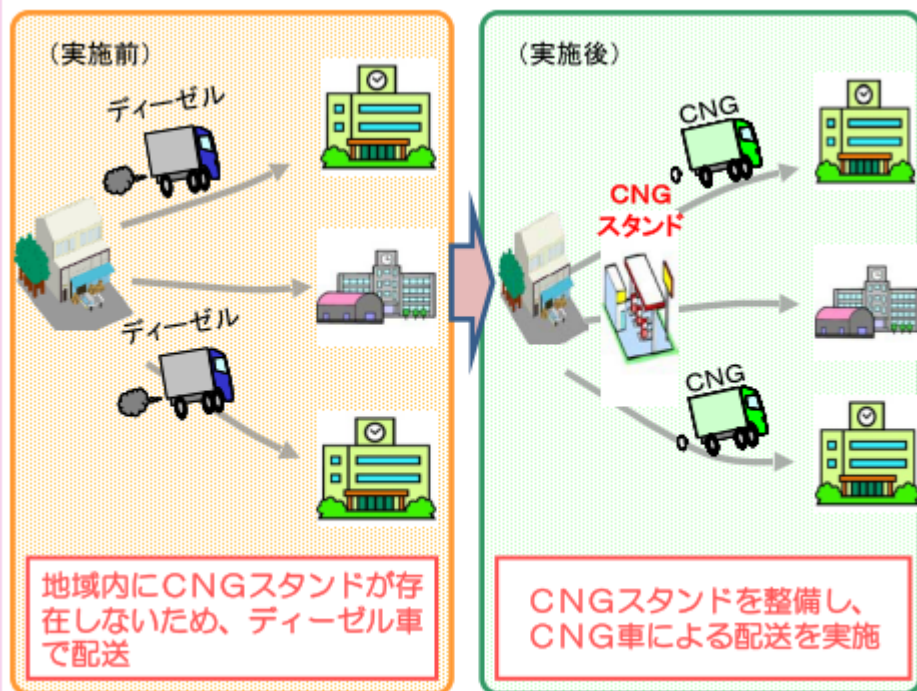 (実施前)
ディーゼル
ディーゼル
地域内にCNGスタンドが存
在しないため、ディーゼル車
で配送
(実施後)
CNG
CNG
スタンド
CNG
CNGスタンドを整備し、
CNG車による配送を実施